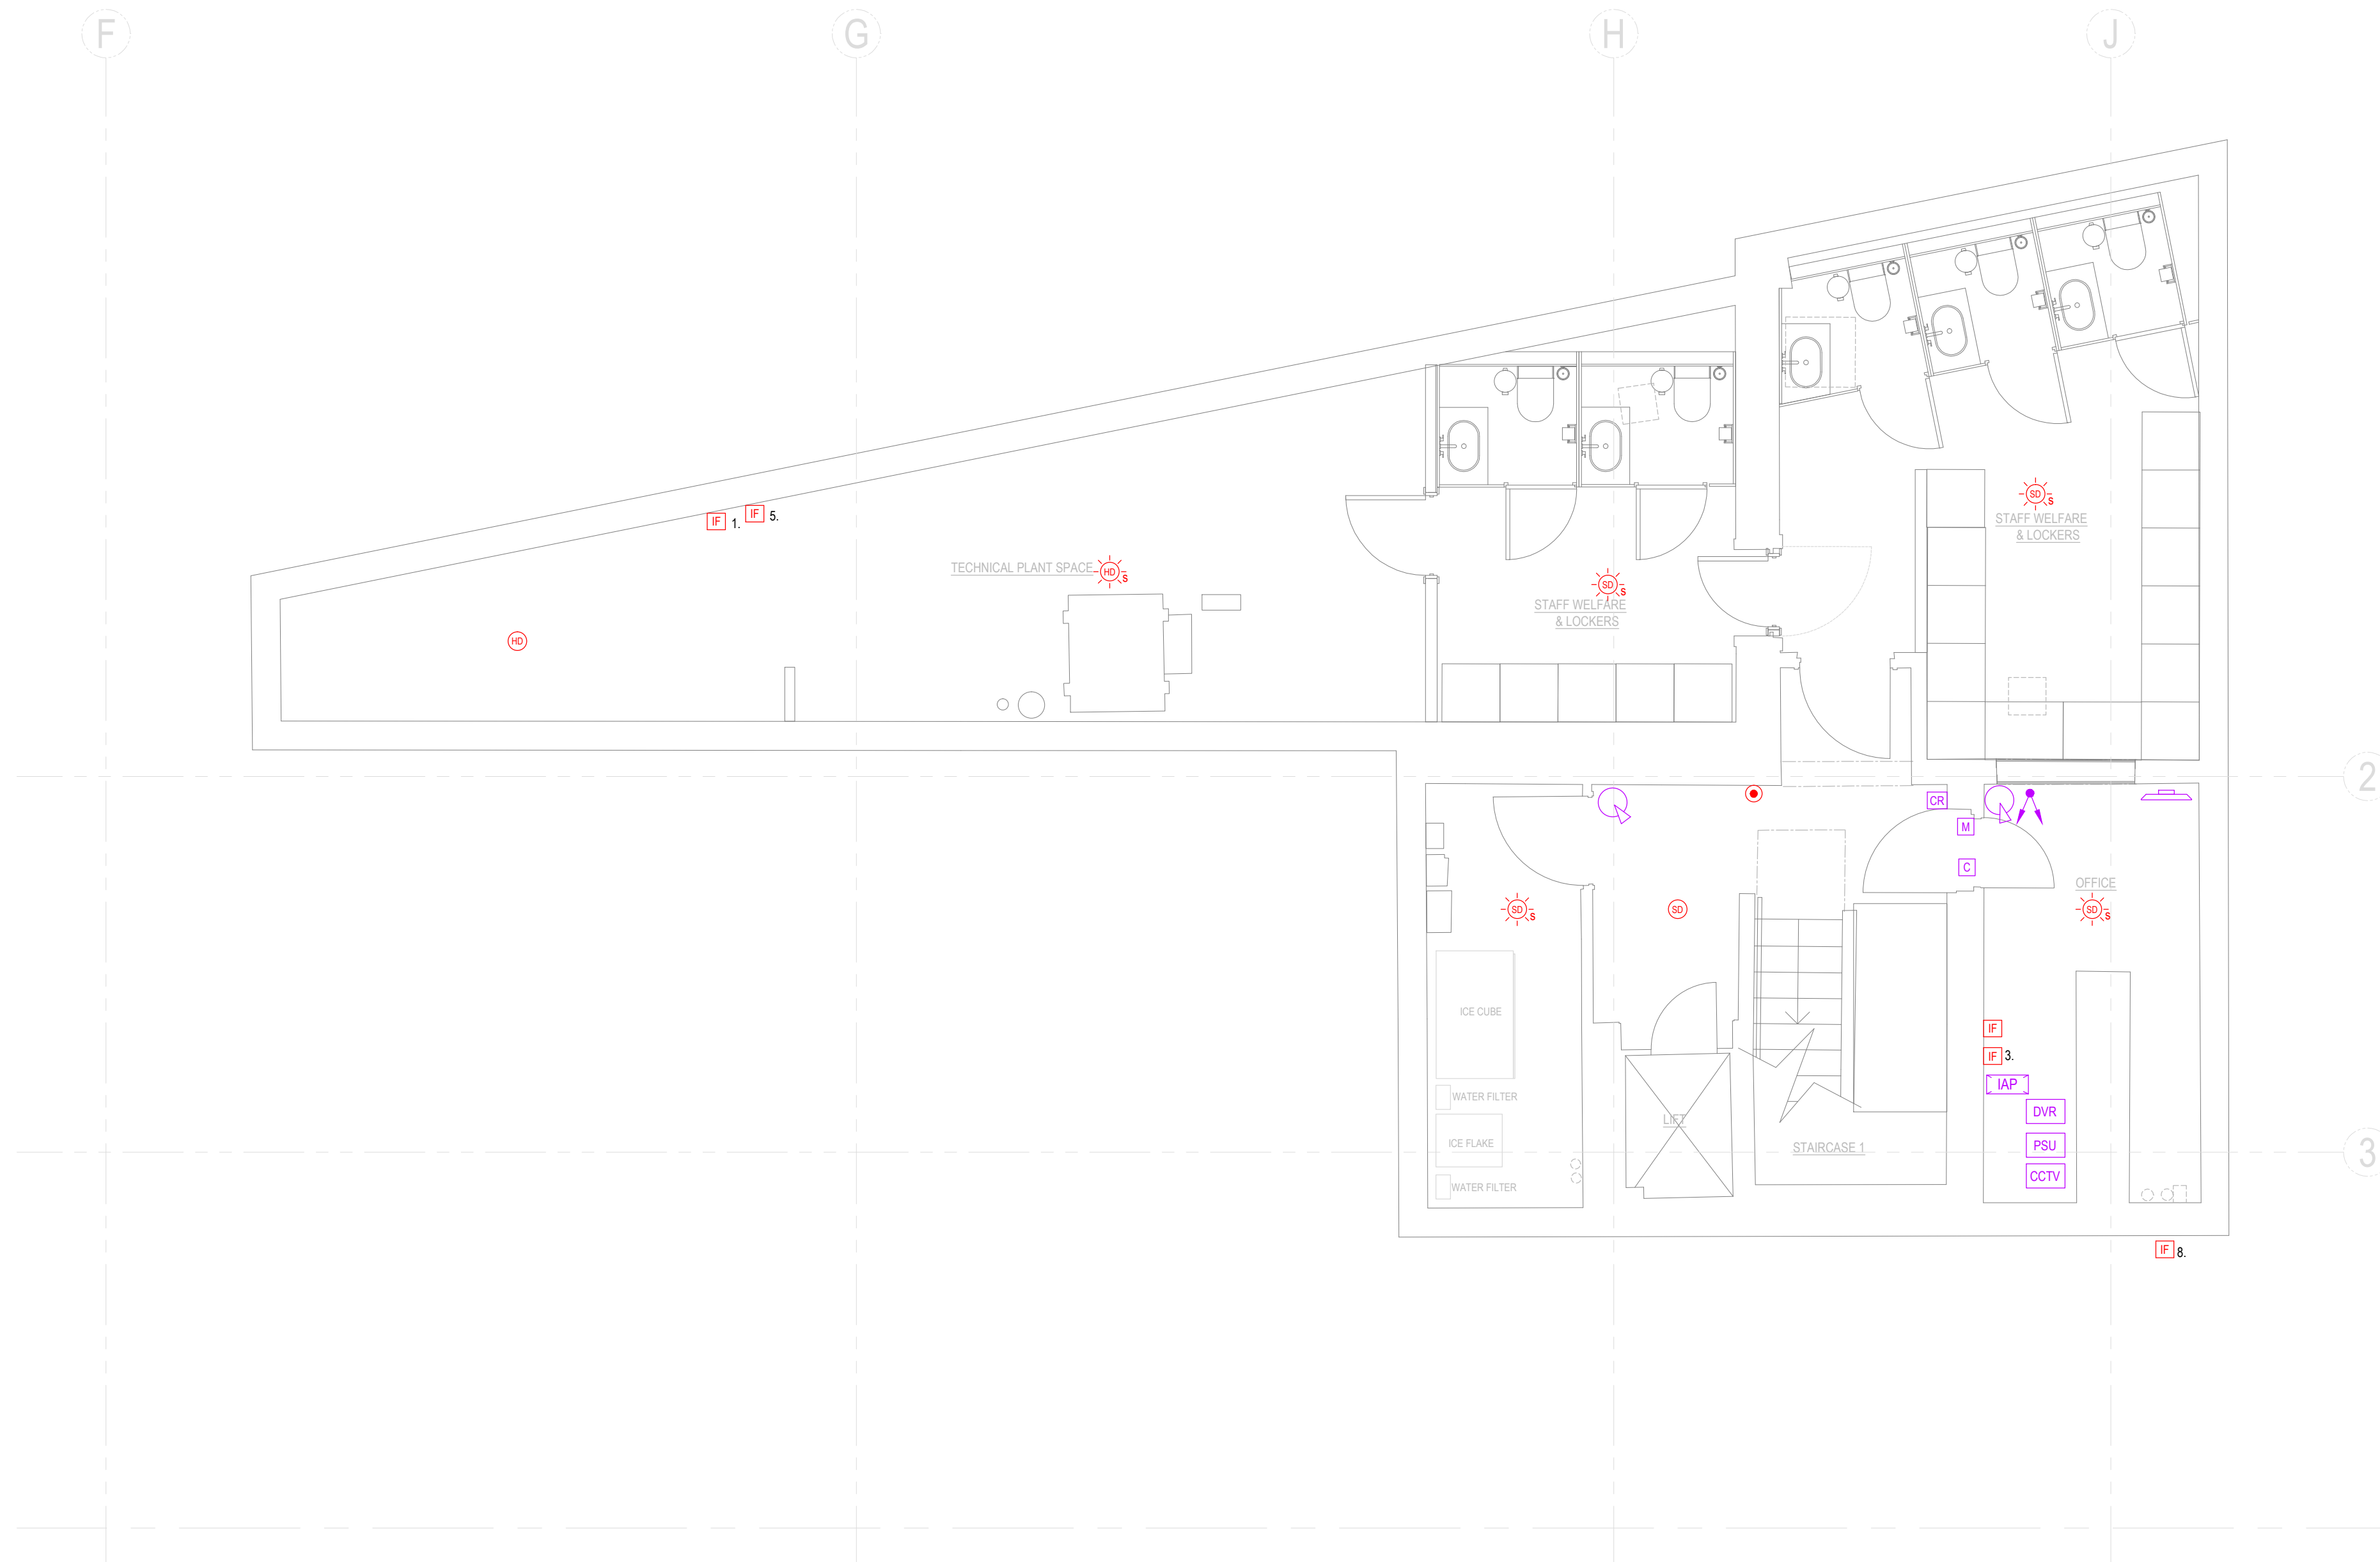 F
G
H
J
SD
S
STAFF WELFARE
& LOCKERS
IF
1.
IF
5.
TECHNICAL PLANT SPACE
HD
S
SD
S
STAFF WELFARE
& LOCKERS
HD
2
CR
M
C
OFFICE
SD
S
SD
SD
S
ICE CUBE
IF
IF
3.
IAP
WATER FILTER
DVR
LIFT
ICE FLAKE
STAIRCASE 1
PSU
3
CCTV
WATER FILTER
IF
8.